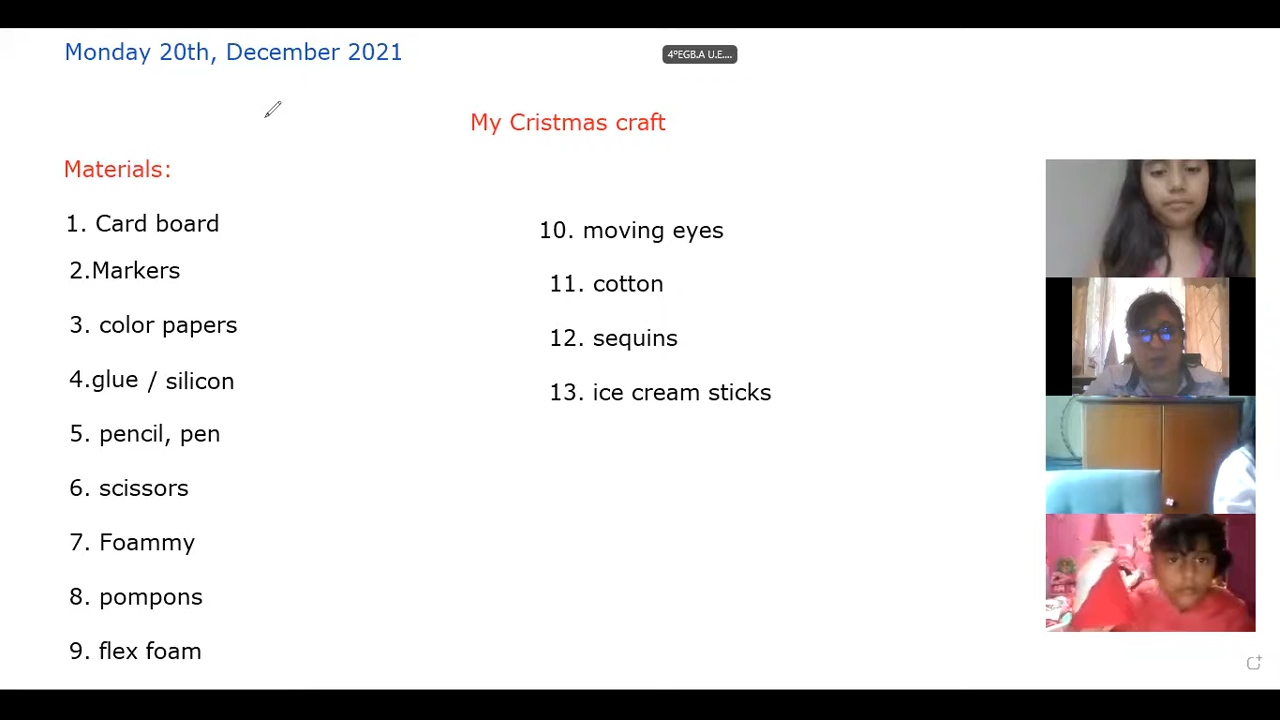 Monday 20th, December 2021
4ºEGB.A U.E....
My Cristmas craft
Materials:
1. Card board
2.Markers
3. color papers
4.glue / silicon
5. pencil, pen
6. scissors
7. Foammy
8. pompons
9. flex foam
10. moving eyes
11. cotton
12. sequins
13. ice cream sticks